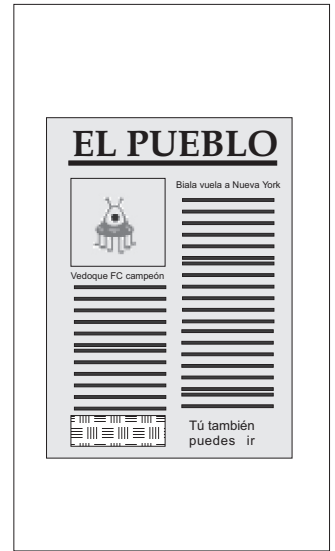 EL PUEBLO
Vedoque FC campeón
Biala vuela a Nueva York
Tú también
puedes ir